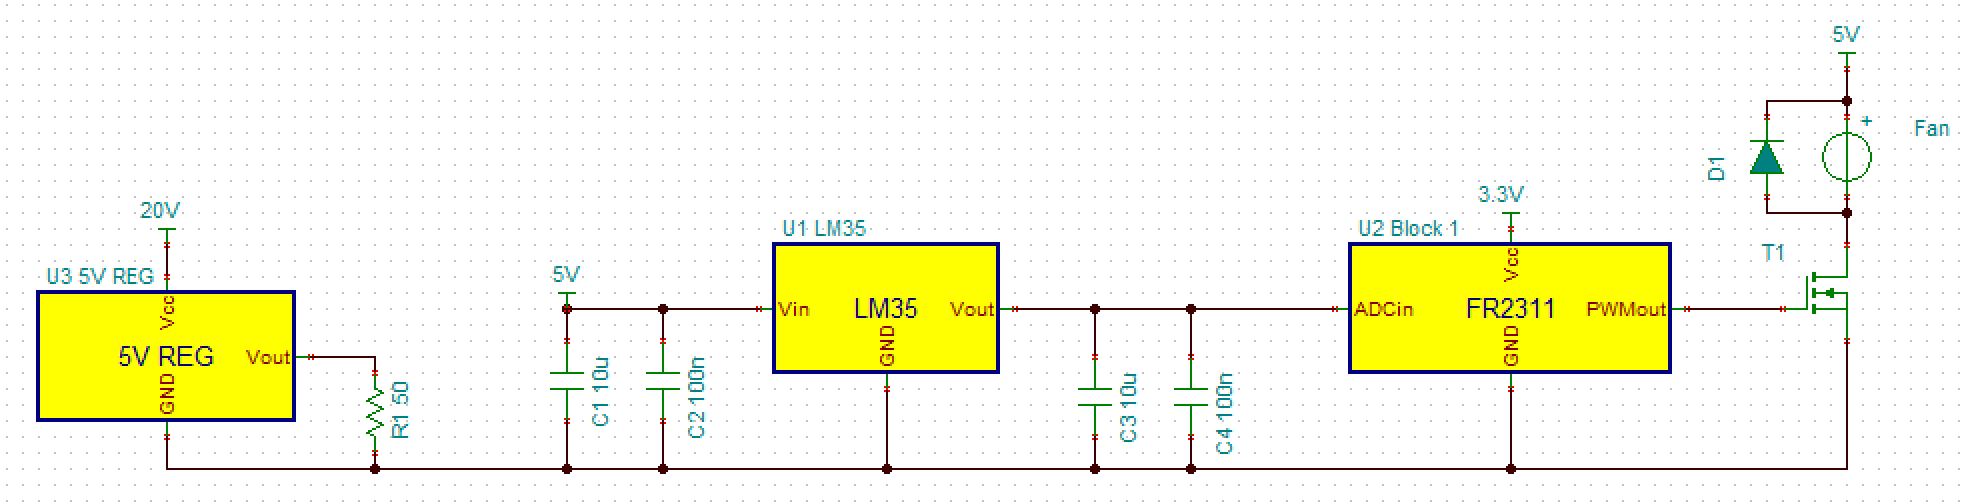 5V
+
Fan
D1
20V
3.3V
U1 LM35
U2 Block 1
T1
U3 5V REG
5V
Vcc
Vcc
Vin
LM35
Vout
ADCin
FR2311
PWMout
GND
GND
5V REG
Vout
GND
R1 50
C1 10u
C2 100n
C3 10u
C4 100n